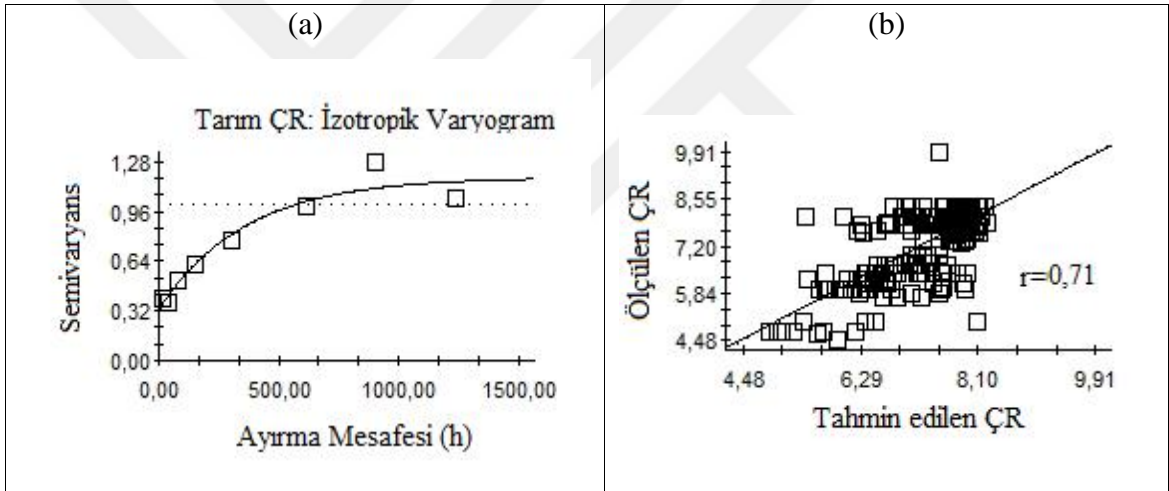 (a)
Tarım ÇR: İzotropik Varyogram
Semivaryans
1,28
0,96
0,64
0,32
0,00
0,00 500,00 1000,00 1500,00
Ayırma Mesafesi (h)
(b)
Ölçülen ÇR
9,91
8,55
7,20
5,84
4,48
r=0,71
4,48 6,29 8,10 9,91
Tahmin edilen ÇR